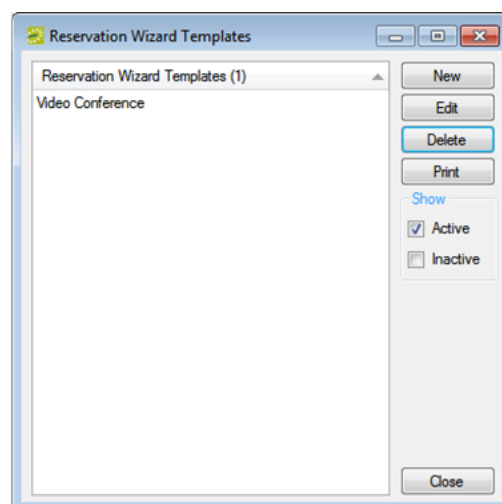 Reservation Wizard Templates
Reservation Wizard Templates (1)
Video Conference
New
Edit
Delete
Print
Show
Active
Inactive
Close